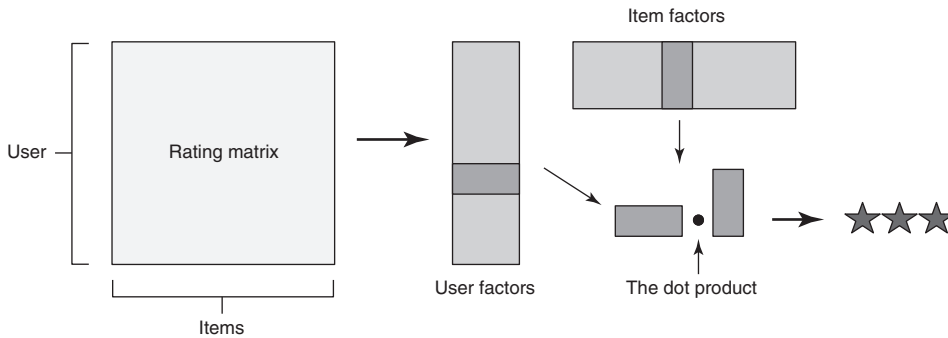 Item factors
User
Rating matrix
User factors
The dot product
Items